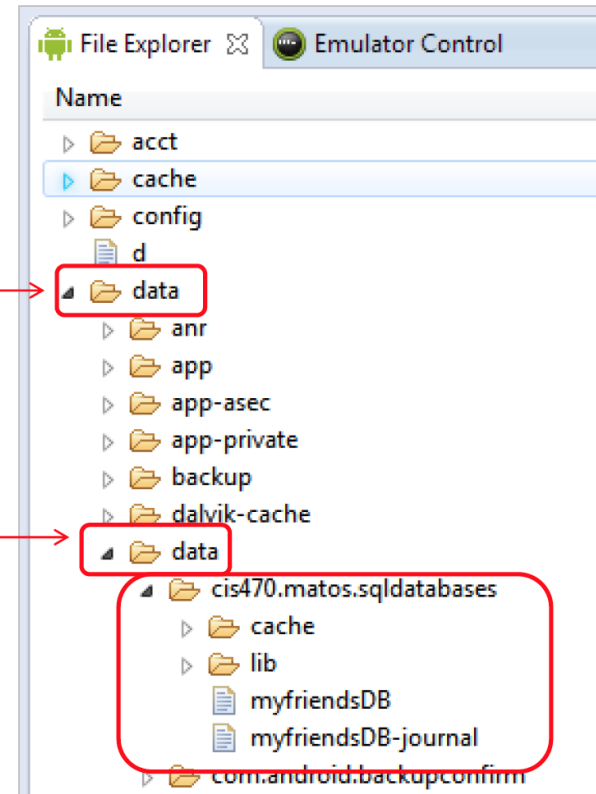 File Explorer Emulator Control
Name
acct
cache
config
d
data
anr
app
app-asec
app-private
backup
dalvik-cache
data
cis470.matos.sqldatabases
cache
lib
myfriendsDB
myfriendsDB-journal
com.android.backupconfirm